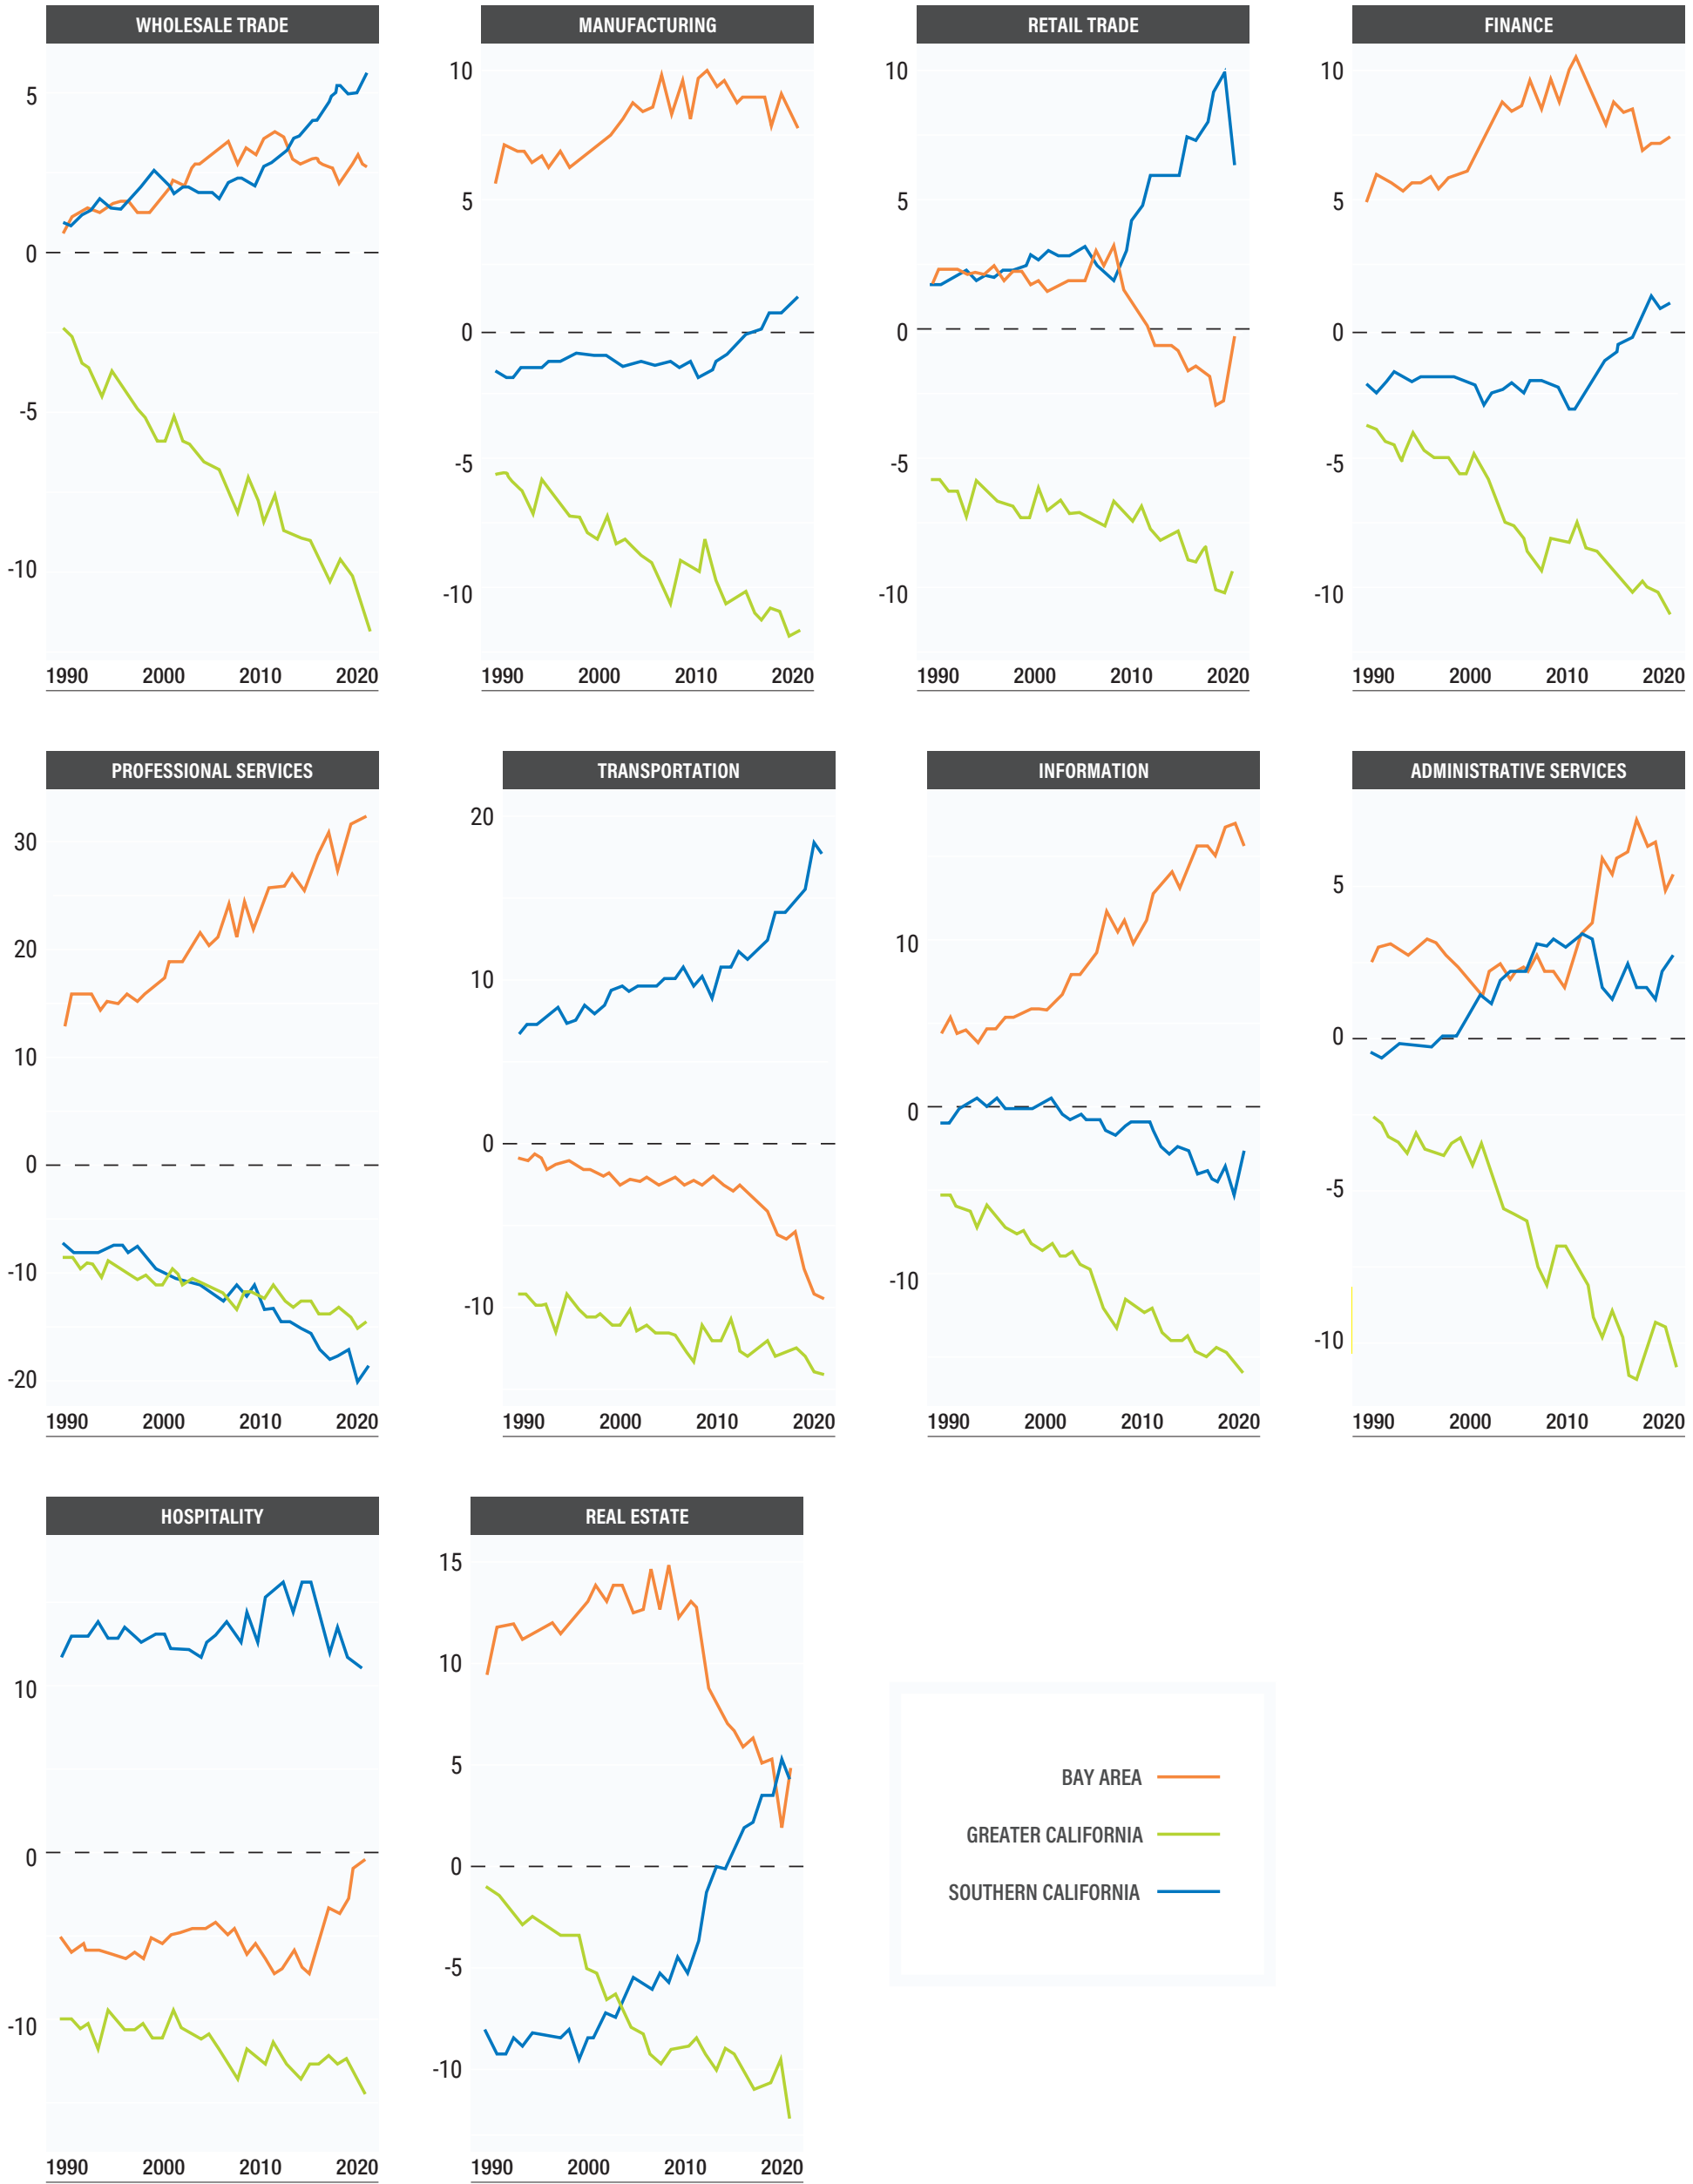 WHOLESALE TRADE
5
0
-5
-10
1990 2000 2010 2020
MANUFACTURING
10
5
0
-5
-10
1990 2000 2010 2020
RETAIL TRADE
10
5
0
-5
-10
1990 2000 2010 2020
FINANCE
10
5
0
-5
-10
1990 2000 2010 2020
PROFESSIONAL SERVICES
30
20
10
0
-10
-20
1990 2000 2010 2020
TRANSPORTATION
20
10
0
-10
1990 2000 2010 2020
INFORMATION
10
0
-10
1990 2000 2010 2020
ADMINISTRATIVE SERVICES
5
0
-5
-10
1990 2000 2010 2020
HOSPITALITY
10
0
-10
1990 2000 2010 2020
REAL ESTATE
15
10
5
0
-5
-10
1990 2000 2010 2020
BAY AREA
GREATER CALIFORNIA
SOUTHERN CALIFORNIA